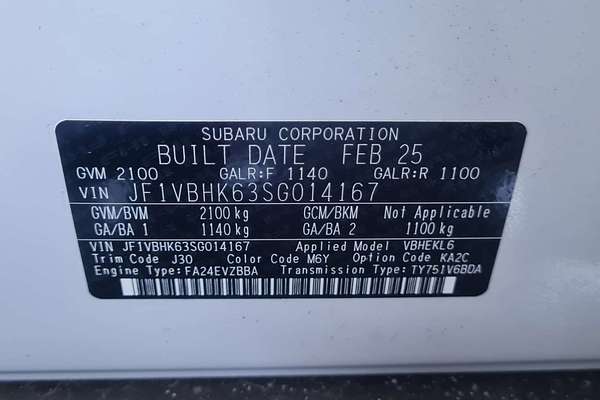 SUBARU CORPORATION
BUILT DATE FEB 25
GVM 2100 GALR:F 1140 GALR:R 1100
VIN JF1VBHK63SG014167
GVM/BVM 2100 kg GCM/BKM Not Applicable
GA/BA 1 1140 kg GA/BA 2 1100 kg
VIN JF1VBHK63SG014167 Applied Model VBHEKL6
Trim Code J30 Color Code M6Y Option Code KA2C
Engine Type: FA24EVZBBA Transmission Type: TY751V6BDA